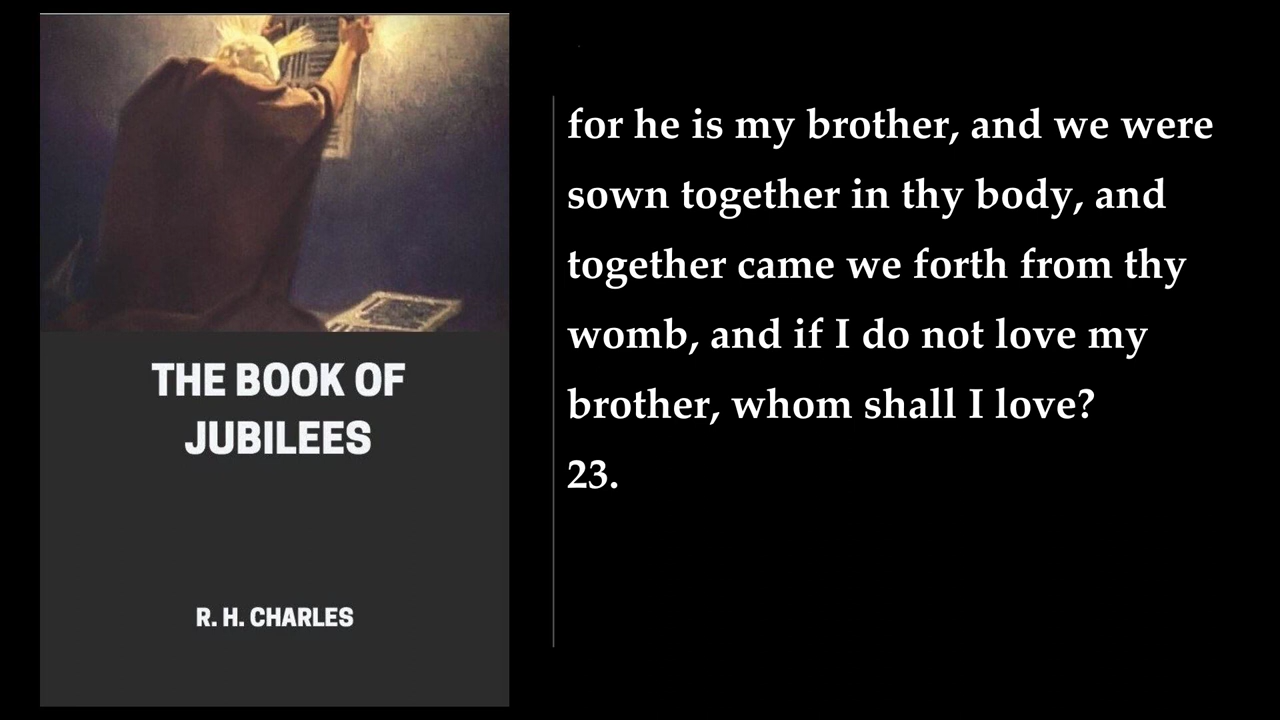 THE BOOK OF
JUBILEES
R. H. CHARLES
for he is my brother, and we were
sown together in thy body, and
together came we forth from thy
womb, and if I do not love my
brother, whom shall I love?
23.